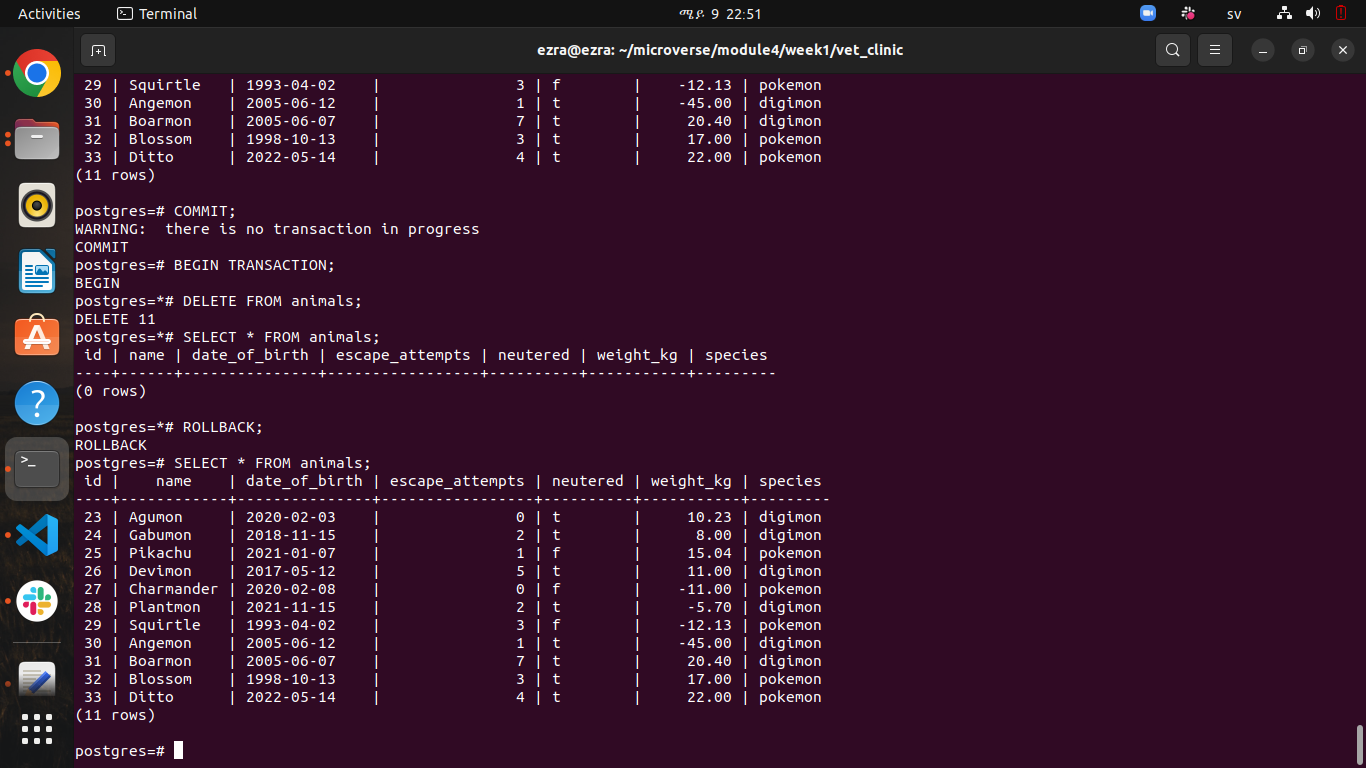 Activities Terminal ሜይ 9 22:51 sv
ezra@ezra: ~/microverse/module4/week1/vet_clinic
 29 | Squirtle   | 1993-04-02    |               3 | f        |    -12.13 | pokemon
 30 | Angemon    | 2005-06-12    |               1 | t        |    -45.00 | digimon
 31 | Boarmon    | 2005-06-07    |               7 | t        |     20.40 | digimon
 32 | Blossom    | 1998-10-13    |               3 | t        |     17.00 | pokemon
 33 | Ditto      | 2022-05-14    |               4 | t        |     22.00 | pokemon
(11 rows)
postgres=# COMMIT;
WARNING:  there is no transaction in progress
COMMIT
postgres=# BEGIN TRANSACTION;
BEGIN
postgres=*# DELETE FROM animals;
DELETE 11
postgres=*# SELECT * FROM animals;
 id | name | date_of_birth | escape_attempts | neutered | weight_kg | species
----+------+---------------+-----------------+----------+-----------+---------
(0 rows)
postgres=*# ROLLBACK;
ROLLBACK
postgres=# SELECT * FROM animals;
 id |    name    | date_of_birth | escape_attempts | neutered | weight_kg | species
----+------------+---------------+-----------------+----------+-----------+---------
 23 | Agumon     | 2020-02-03    |               0 | t        |     10.23 | digimon
 24 | Gabumon    | 2018-11-15    |               2 | t        |      8.00 | digimon
 25 | Pikachu    | 2021-01-07    |               1 | f        |     15.04 | pokemon
 26 | Devimon    | 2017-05-12    |               5 | t        |     11.00 | digimon
 27 | Charmander | 2020-02-08    |               0 | f        |    -11.00 | pokemon
 28 | Plantmon   | 2021-11-15    |               2 | t        |     -5.70 | digimon
 29 | Squirtle   | 1993-04-02    |               3 | f        |    -12.13 | pokemon
 30 | Angemon    | 2005-06-12    |               1 | t        |    -45.00 | digimon
 31 | Boarmon    | 2005-06-07    |               7 | t        |     20.40 | digimon
 32 | Blossom    | 1998-10-13    |               3 | t        |     17.00 | pokemon
 33 | Ditto      | 2022-05-14    |               4 | t        |     22.00 | pokemon
(11 rows)
postgres=#